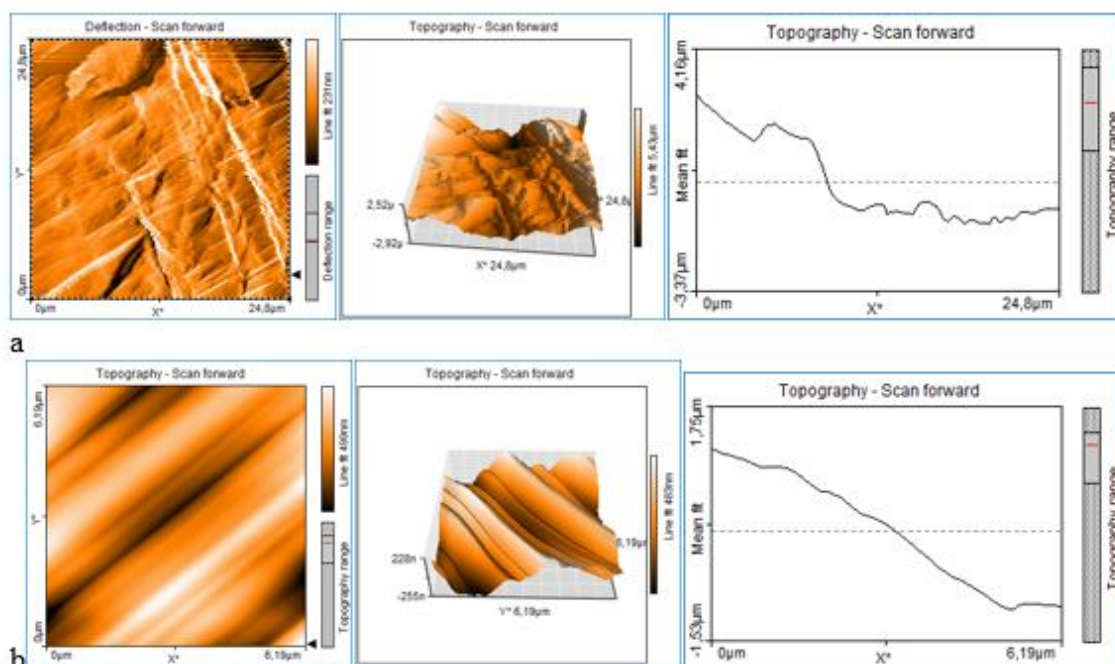 Deflection - Scan forward
24,8µm
Y*
0µm
0µm
X*
24,8µm
Line fit 231nm
Deflection range
Topography - Scan forward
2,52µ
-2,92µ
X* 24,8µm
24,8µ
Line fit 5,43µm
Topography - Scan forward
4,16µm
Mean fit
-3,37µm
0µm
X*
24,8µm
Topography range
a
Topography - Scan forward
6,19µm
Y*
0µm
0µm
X*
6,19µm
Topography range
Topography - Scan forward
228n
-255n
Y* 6,19µm
6,19µm
Line fit 483nm
Topography - Scan forward
1,75µm
Mean fit
-1,53µm
0µm
X*
6,19µm
Topography range
b